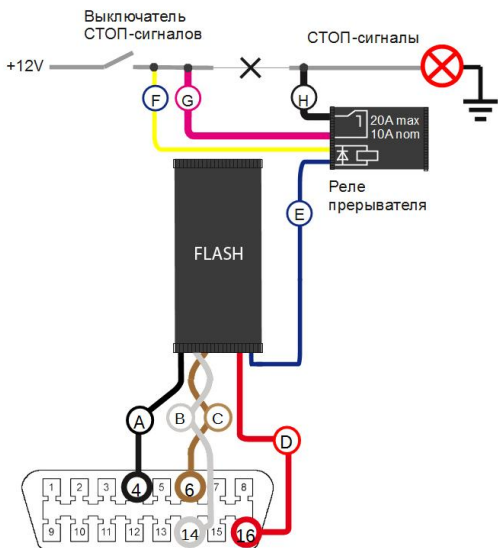 Выключатель
СТОП-сигналов
СТОП-сигналы
+12V
F
G
H
20A max
10A nom
Реле
прерывателя
E
FLASH
A
B
C
D
1 2 3 4 5 6 7 8
9 10 11 12 13 14 15 16